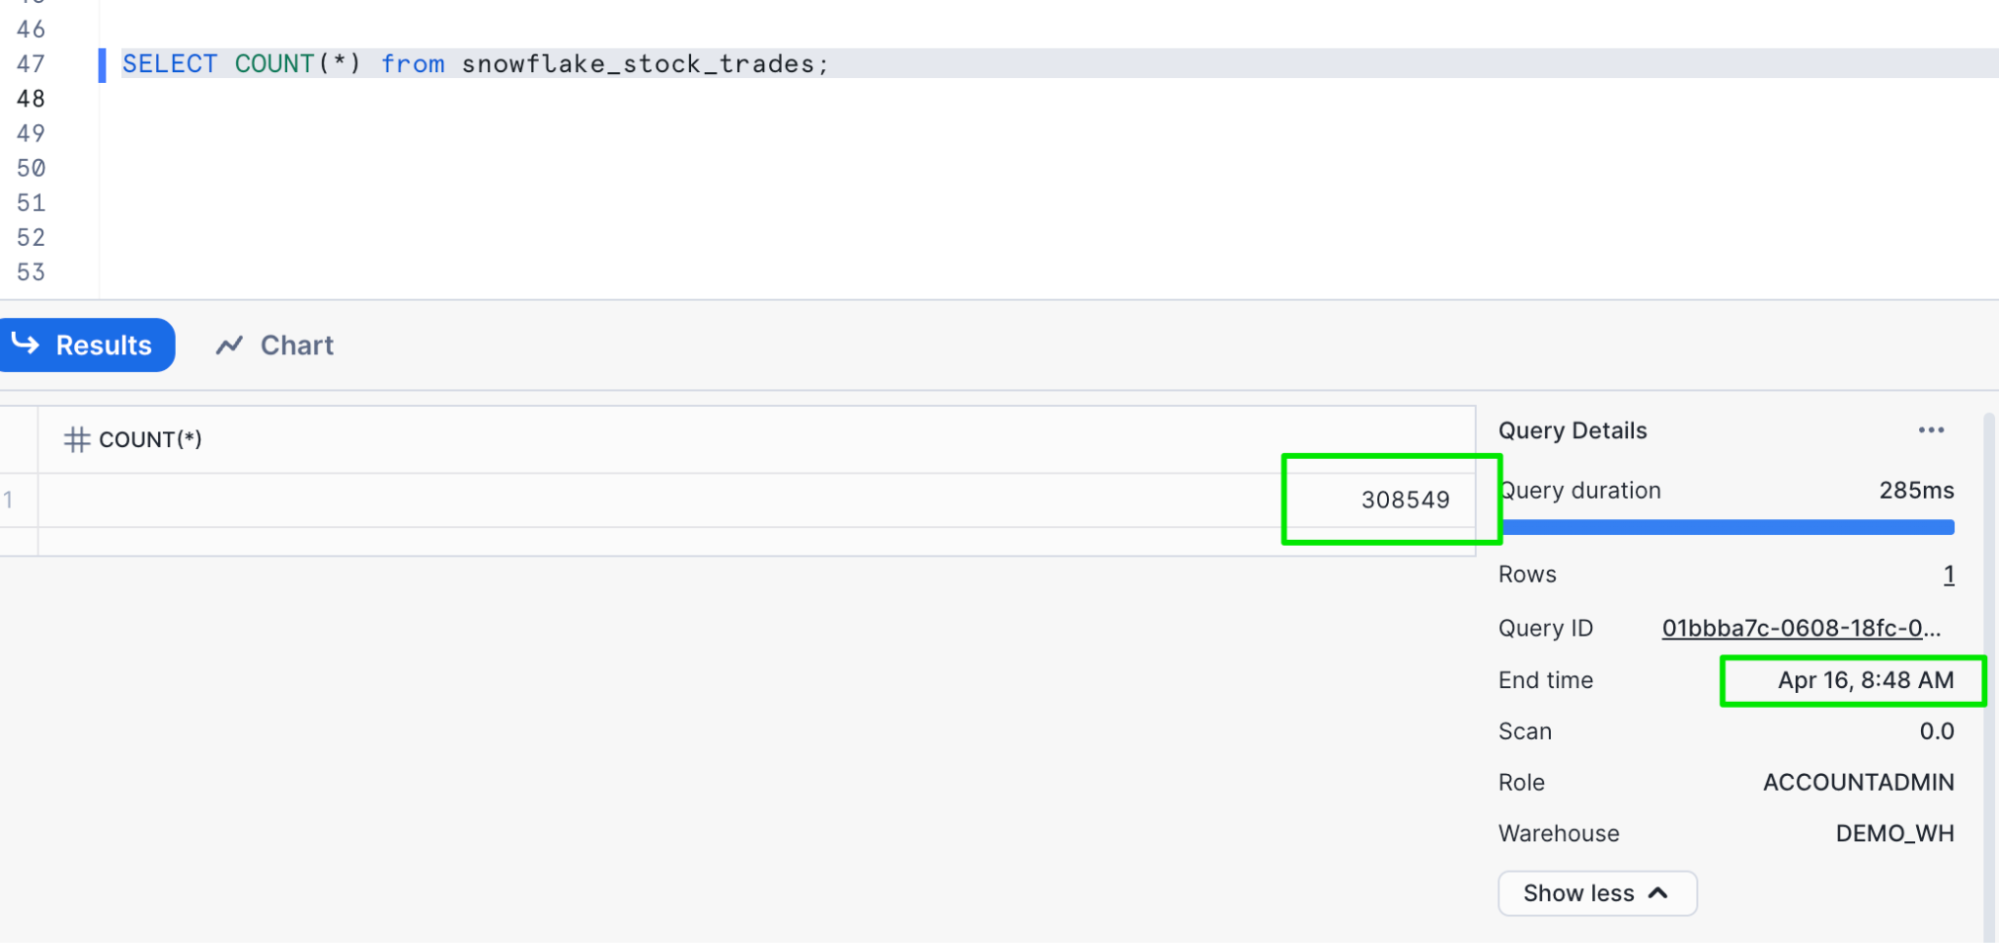 46
47 SELECT COUNT(*) from snowflake_stock_trades;
48
49
50
51
52
53
Results Chart
COUNT(*)
1 308549
Query Details ...
Query duration 285ms
Rows 1
Query ID 01bbba7c-0608-18fc-0...
End time Apr 16, 8:48 AM
Scan 0.0
Role ACCOUNTADMIN
Warehouse DEMO_WH
Show less